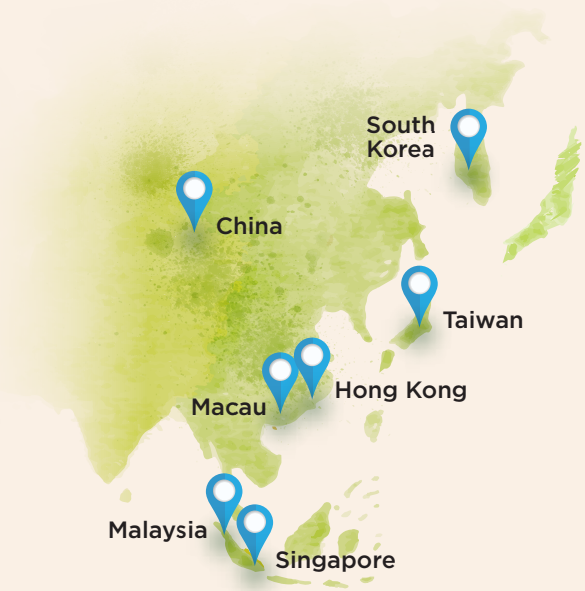 South
Korea
China
Taiwan
Hong Kong
Macau
Malaysia
Singapore